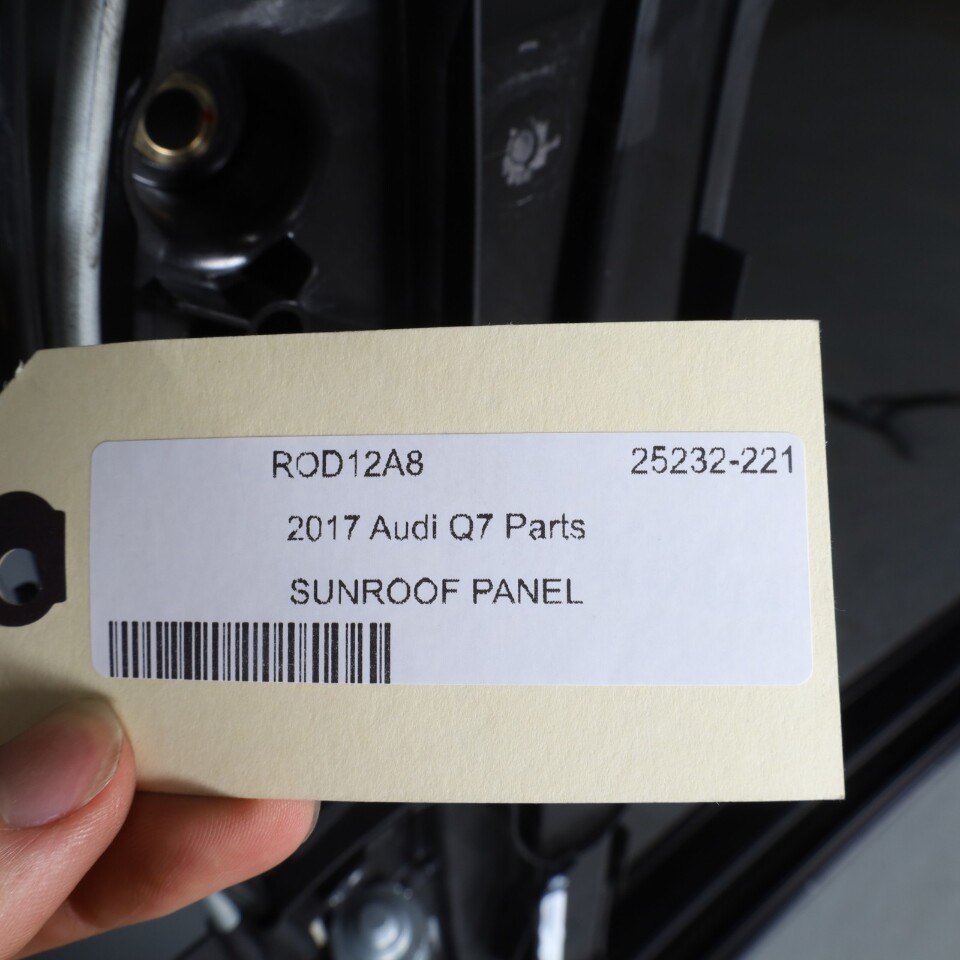 ROD12A8 25232-221
2017 Audi Q7 Parts
SUNROOF PANEL